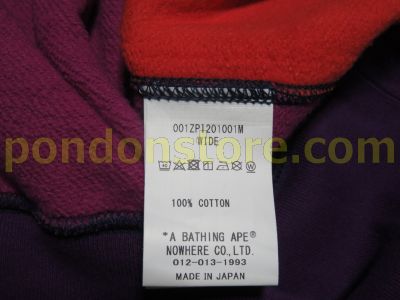 001ZPI201001M
WIDE
pondonstore.com
100% COTTON
"A BATHING APE®
NOWHERE CO., LTD.
012-013-1993
MADE IN JAPAN